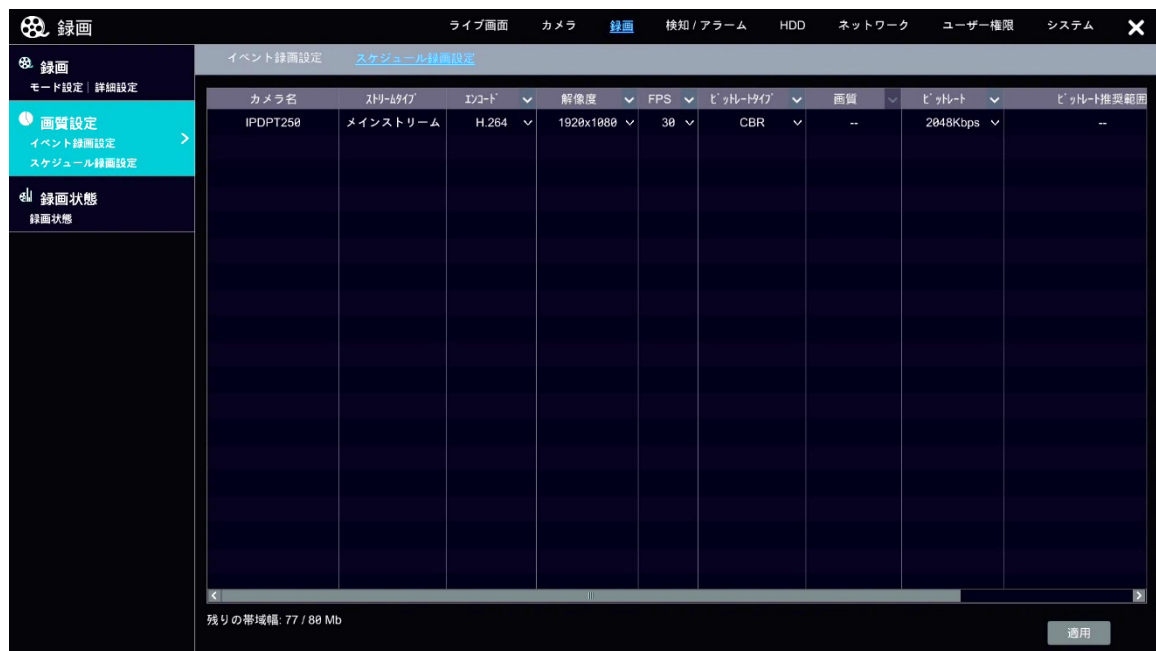 録画 ライブ画面 カメラ 録画 検知 / アラーム HDD ネットワーク ユーザー権限 システム
録画
モード設定 | 詳細設定
画質設定
イベント録画設定
スケジュール録画設定
録画状態
録画状態
イベント録画設定 スケジュール録画設定
カメラ名 ストリームタイプ エンコード 解像度 FPS ビットレートタイプ 画質 ビットレート ビットレート推奨範囲
IPDPT250 メインストリーム H.264 1920x1080 30 CBR -- 2048Kbps --
残りの帯域幅: 77 / 80 Mb
適用